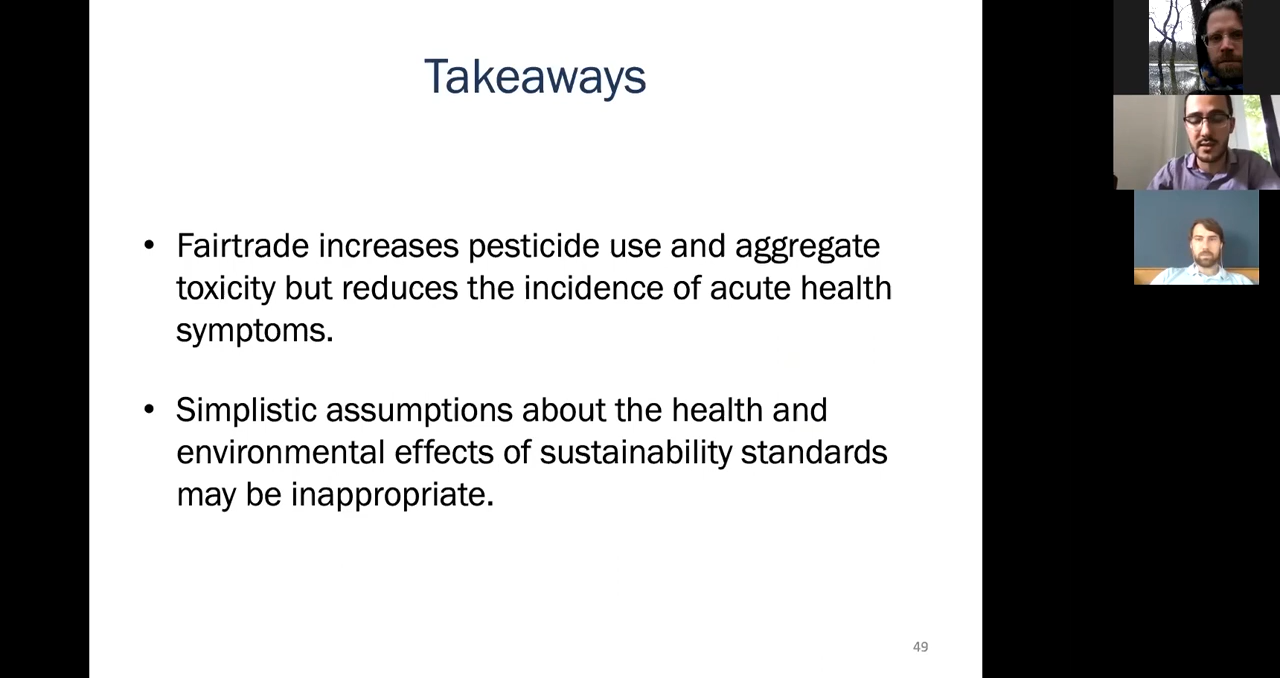 Takeaways
• Fairtrade increases pesticide use and aggregate
toxicity but reduces the incidence of acute health
symptoms.
• Simplistic assumptions about the health and
environmental effects of sustainability standards
may be inappropriate.
49